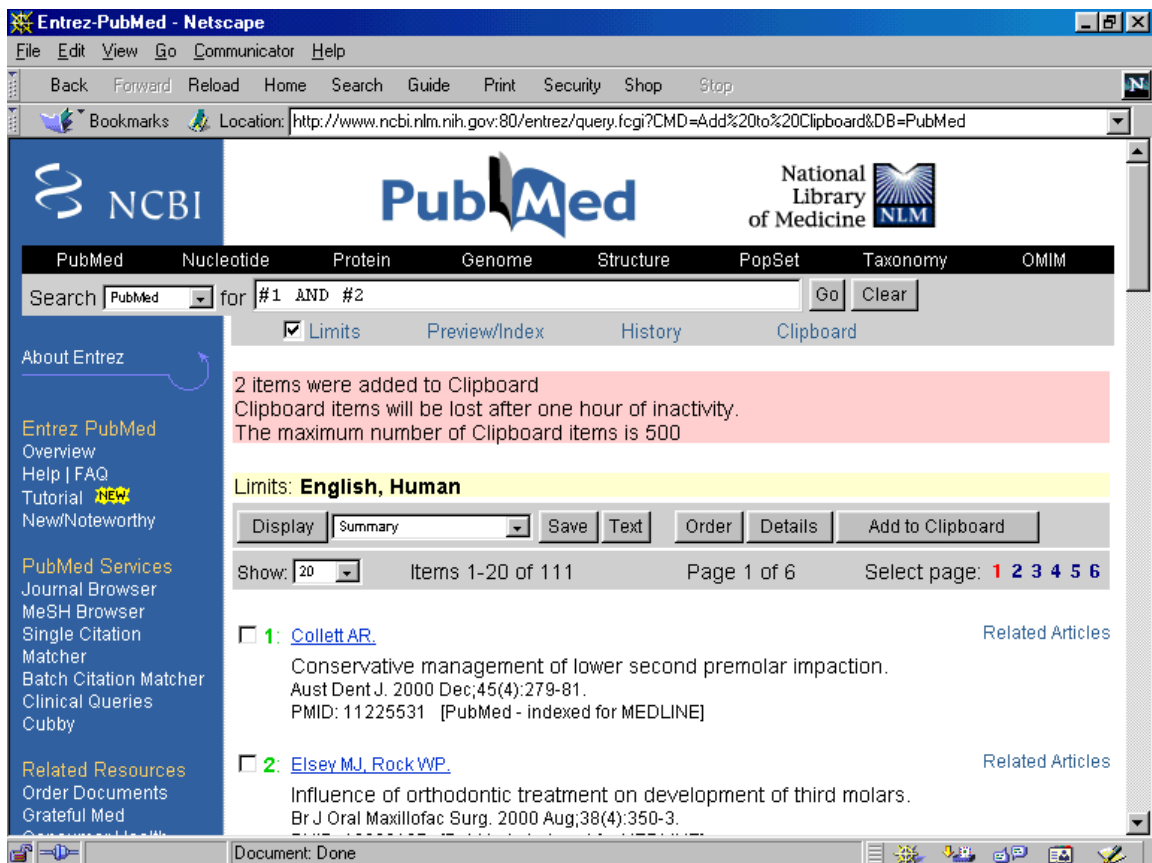 Entrez-PubMed - Netscape
File Edit View Go Communicator Help
Back Forward Reload Home Search Guide Print Security Shop Stop
N
Bookmarks Location: http://www.ncbi.nlm.nih.gov:80/entrez/query.fcgi?CMD=Add%20to%20Clipboard&DB=PubMed
NCBI
PubMed
National
Library
of Medicine NLM
PubMed Nucleotide Protein Genome Structure PopSet Taxonomy OMIM
Search PubMed for #1 AND #2 Go Clear
Limits Preview/Index History Clipboard
About Entrez
2 items were added to Clipboard
Clipboard items will be lost after one hour of inactivity.
The maximum number of Clipboard items is 500
Entrez PubMed
Overview
Help | FAQ
Tutorial NEW
New/Noteworthy
Limits: English, Human
Display Summary Save Text Order Details Add to Clipboard
Show: 20 Items 1-20 of 111 Page 1 of 6 Select page: 1 2 3 4 5 6
PubMed Services
Journal Browser
MeSH Browser
Single Citation
Matcher
Batch Citation Matcher
Clinical Queries
Cubby
1: Collett AR. Related Articles
Conservative management of lower second premolar impaction.
Aust Dent J. 2000 Dec;45(4):279-81.
PMID: 11225531 [PubMed - indexed for MEDLINE]
Related Resources
Order Documents
Grateful Med
2: Elsey MJ, Rock WP. Related Articles
Influence of orthodontic treatment on development of third molars.
Br J Oral Maxillofac Surg. 2000 Aug;38(4):350-3.
Document: Done